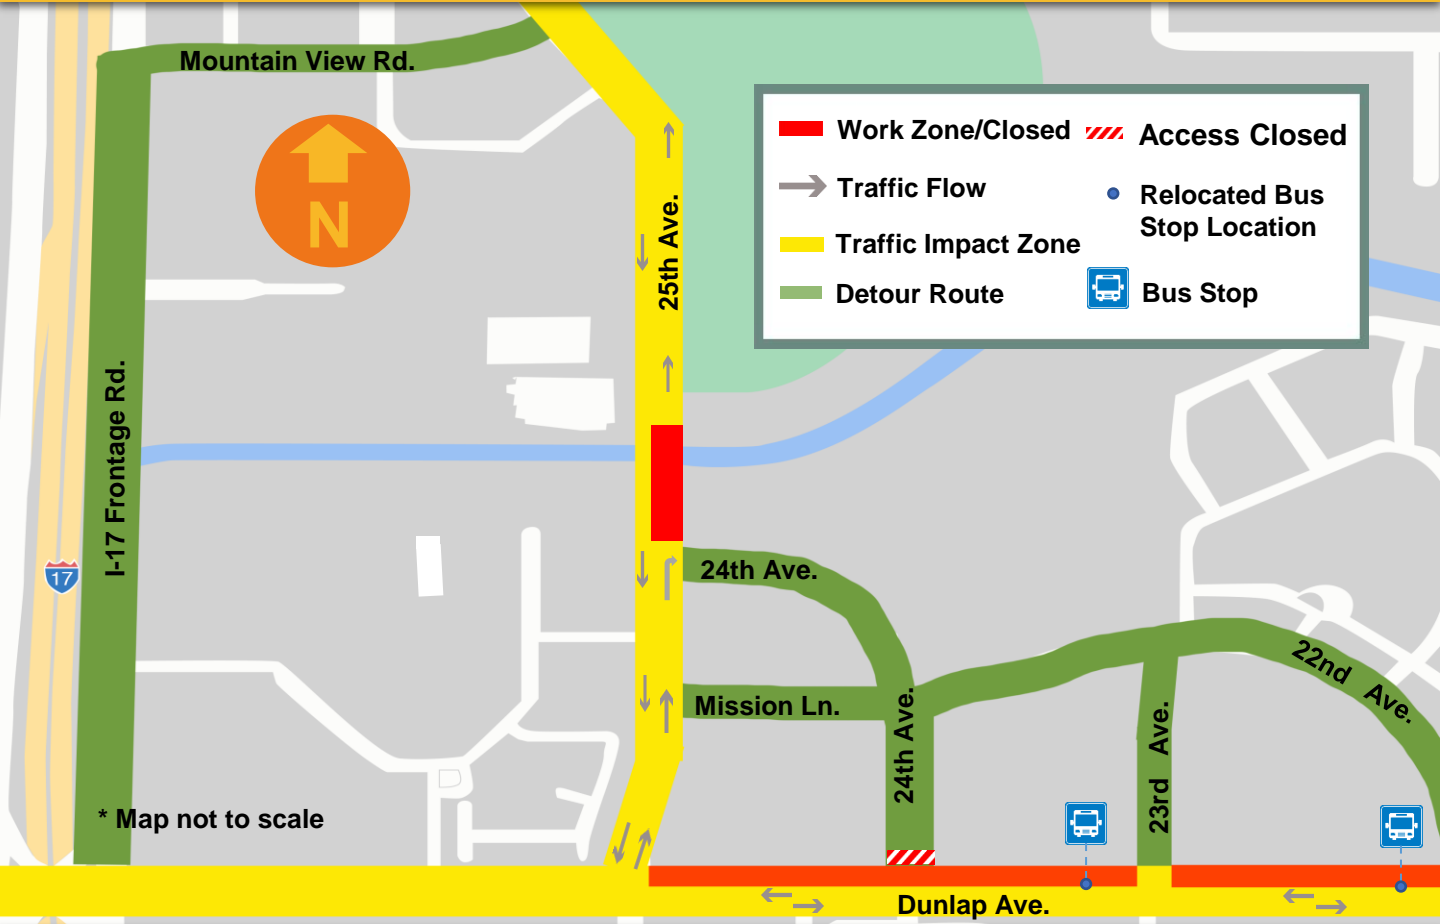 Mountain View Rd.
N
25th Ave.
Work Zone/Closed
Access Closed
Traffic Flow
Relocated Bus
Stop Location
Traffic Impact Zone
Detour Route
Bus Stop
I-17 Frontage Rd.
17
24th Ave.
Mission Ln.
24th Ave.
22nd Ave.
23rd Ave.
* Map not to scale
Dunlap Ave.